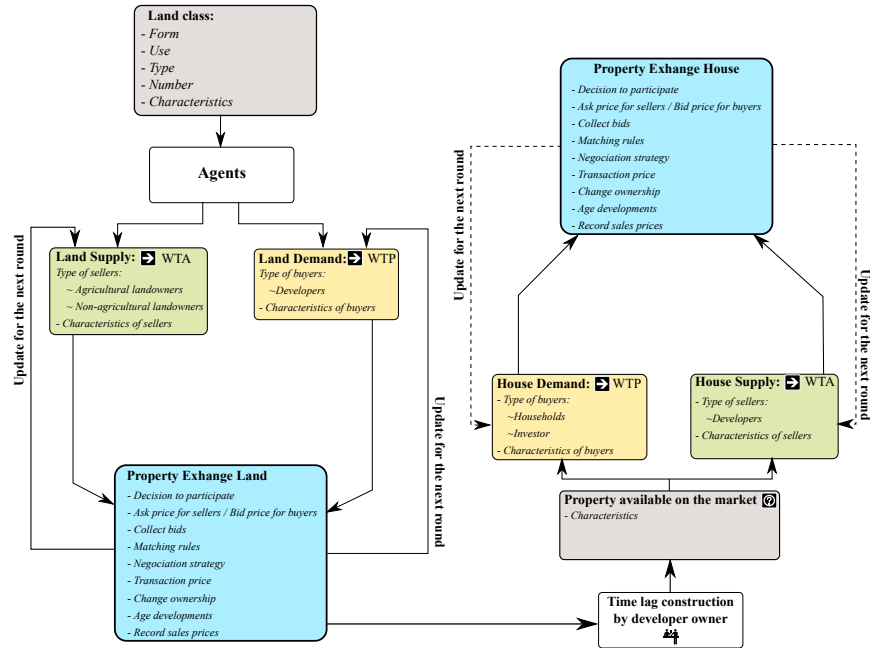 Land class:
- Form
- Use
- Type
- Number
- Characteristics
Agents
Update for the next round
Land Supply: WTA
Type of sellers:
~ Agricultural landowners
~ Non-agricultural landowners
- Characteristics of sellers
Land Demand: WTP
Type of buyers:
~Developers
- Characteristics of buyers
Update for the next round
Property Exhange Land
- Decision to participate
- Ask price for sellers / Bid price for buyers
- Collect bids
- Matching rules
- Negociation strategy
- Transaction price
- Change ownership
- Age developments
- Record sales prices
Property Exhange House
- Decision to participate
- Ask price for sellers / Bid price for buyers
- Collect bids
- Matching rules
- Negociation strategy
- Transaction price
- Change ownership
- Age developments
- Record sales prices
Update for the next round
Update for the next round
House Demand: WTP
- Type of buyers:
~Households
~Investor
- Characteristics of buyers
House Supply: WTA
- Type of sellers:
~Developers
- Characteristics of sellers
Property available on the market
- Characteristics
Time lag construction
by developer owner